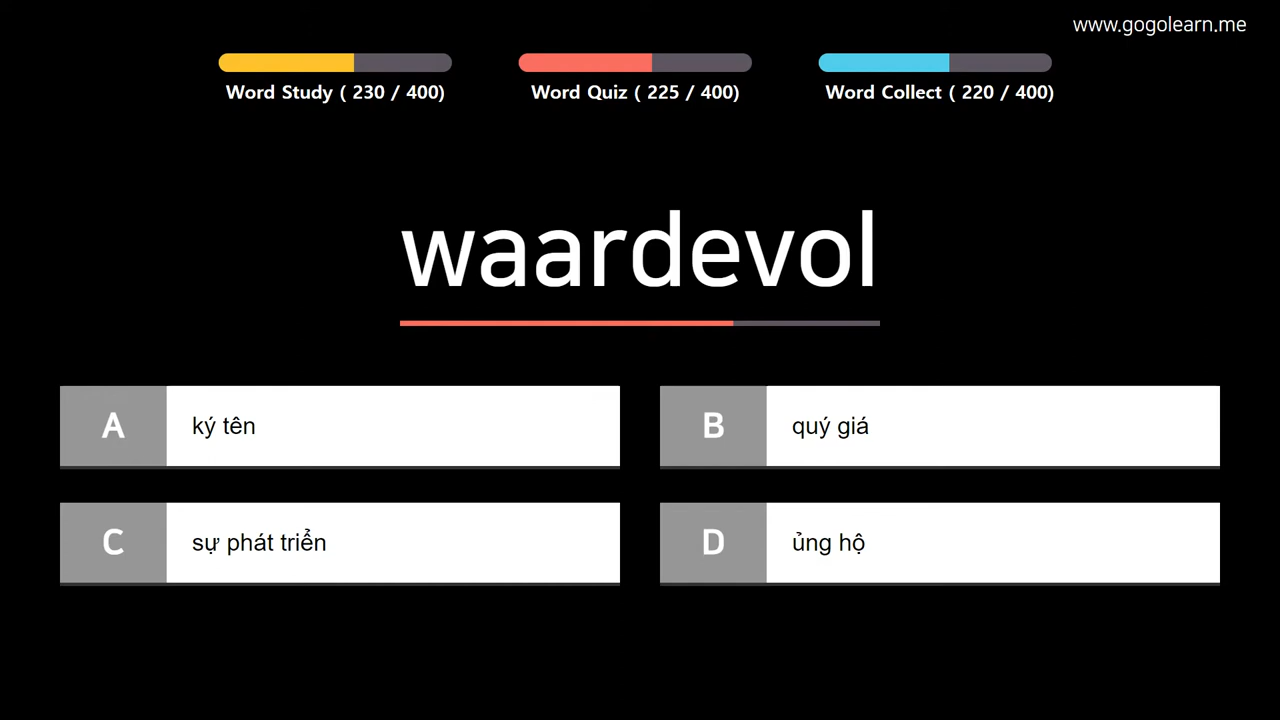 www.gogolearn.me
Word Study ( 230 / 400)
Word Quiz ( 225 / 400)
Word Collect ( 220 / 400)
waardevol
A ký tên
B quý giá
C sự phát triển
D ủng hộ